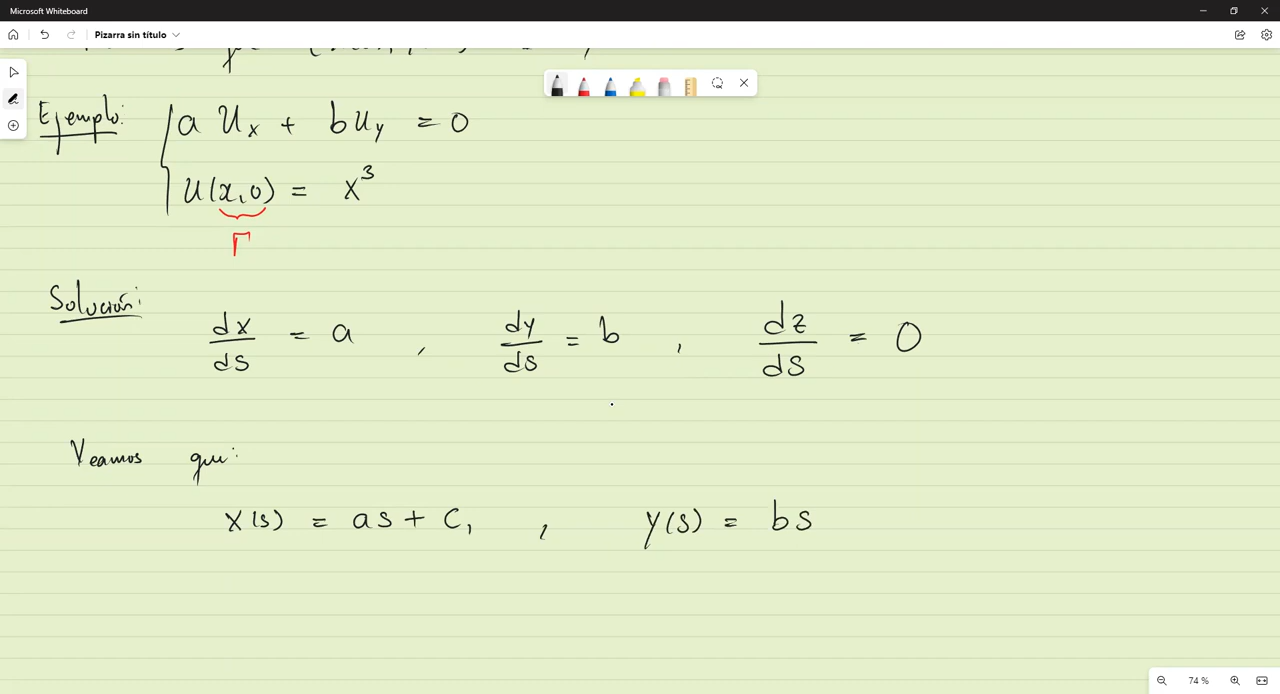 Microsoft Whiteboard
Pizarra sin título
Ejemplo: a Ux + b Uy = 0
U(x,0) = x³
Γ
Solución:
dx/ds = a , dy/ds = b , dz/ds = 0
Veamos que:
x(s) = as + C₁ , y(s) = bs
74 %